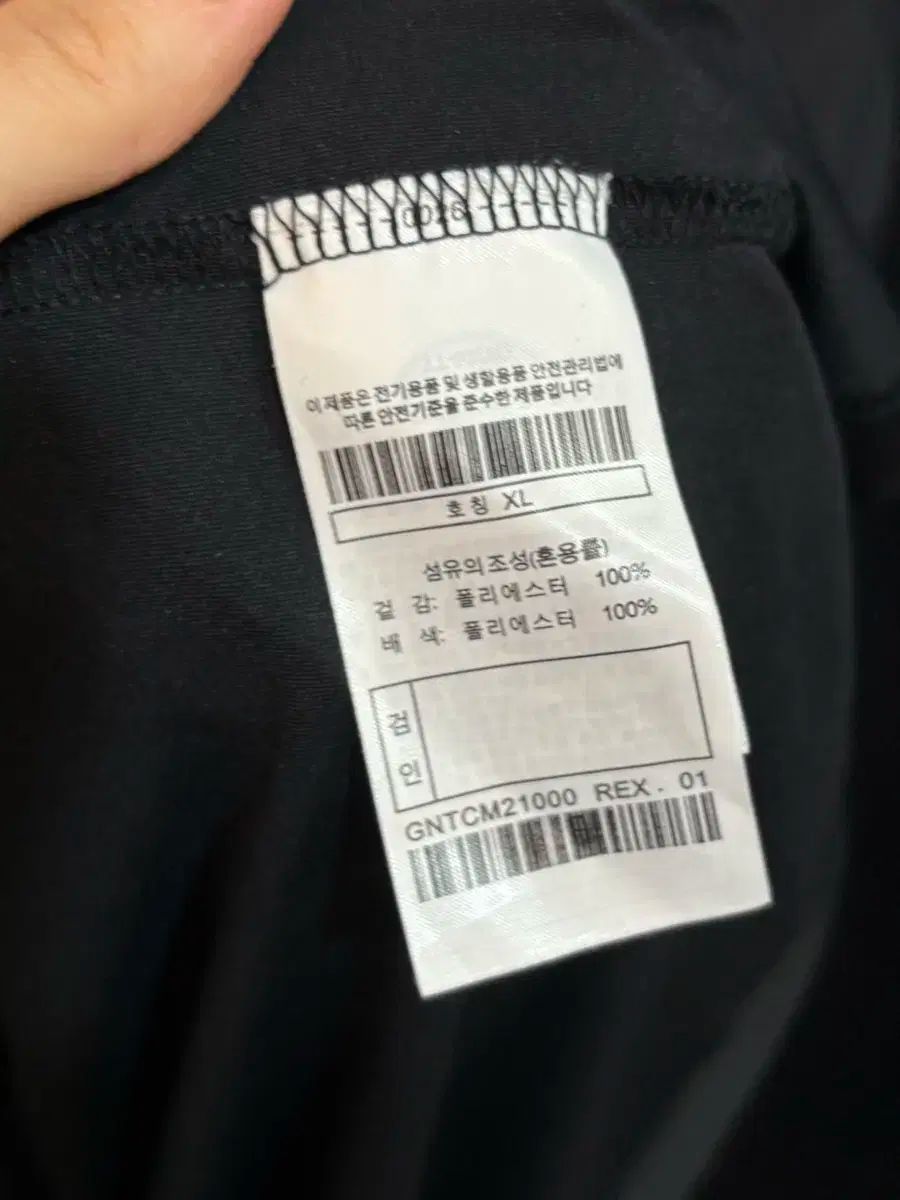 0026
이제품은 전기용품 및 생활용품 안전관리법에
따른 안전기준을 준수한 제품입니다
호칭 XL
섬유의 조성(혼용률)
겉 감: 폴리에스터 100%
배 색: 폴리에스터 100%
검
인
GNTCM21000 REX. 01